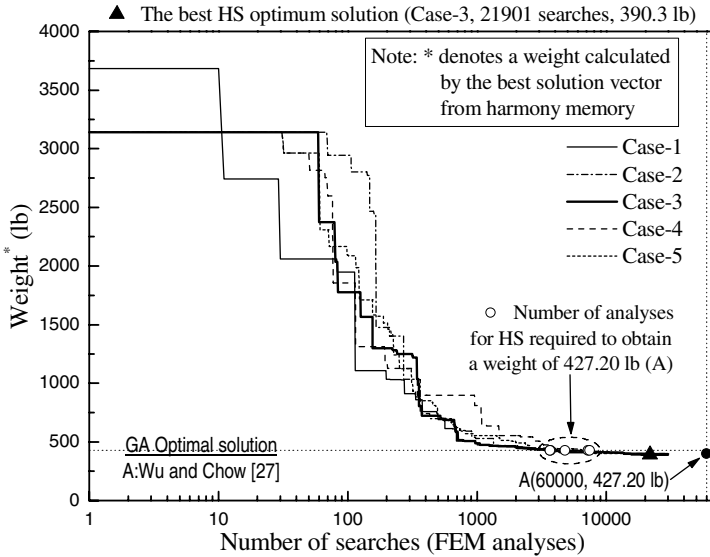 ▲ The best HS optimum solution (Case-3, 21901 searches, 390.3 lb)
4000
3500
3000
2500
2000
1500
1000
500
0
Weight* (lb)
Note: * denotes a weight calculated
by the best solution vector
from harmony memory
Case-1
Case-2
Case-3
Case-4
Case-5
○ Number of analyses
for HS required to obtain
a weight of 427.20 lb (A)
GA Optimal solution
A:Wu and Chow [27]
A(60000, 427.20 lb)
1 10 100 1000 10000
Number of searches (FEM analyses)